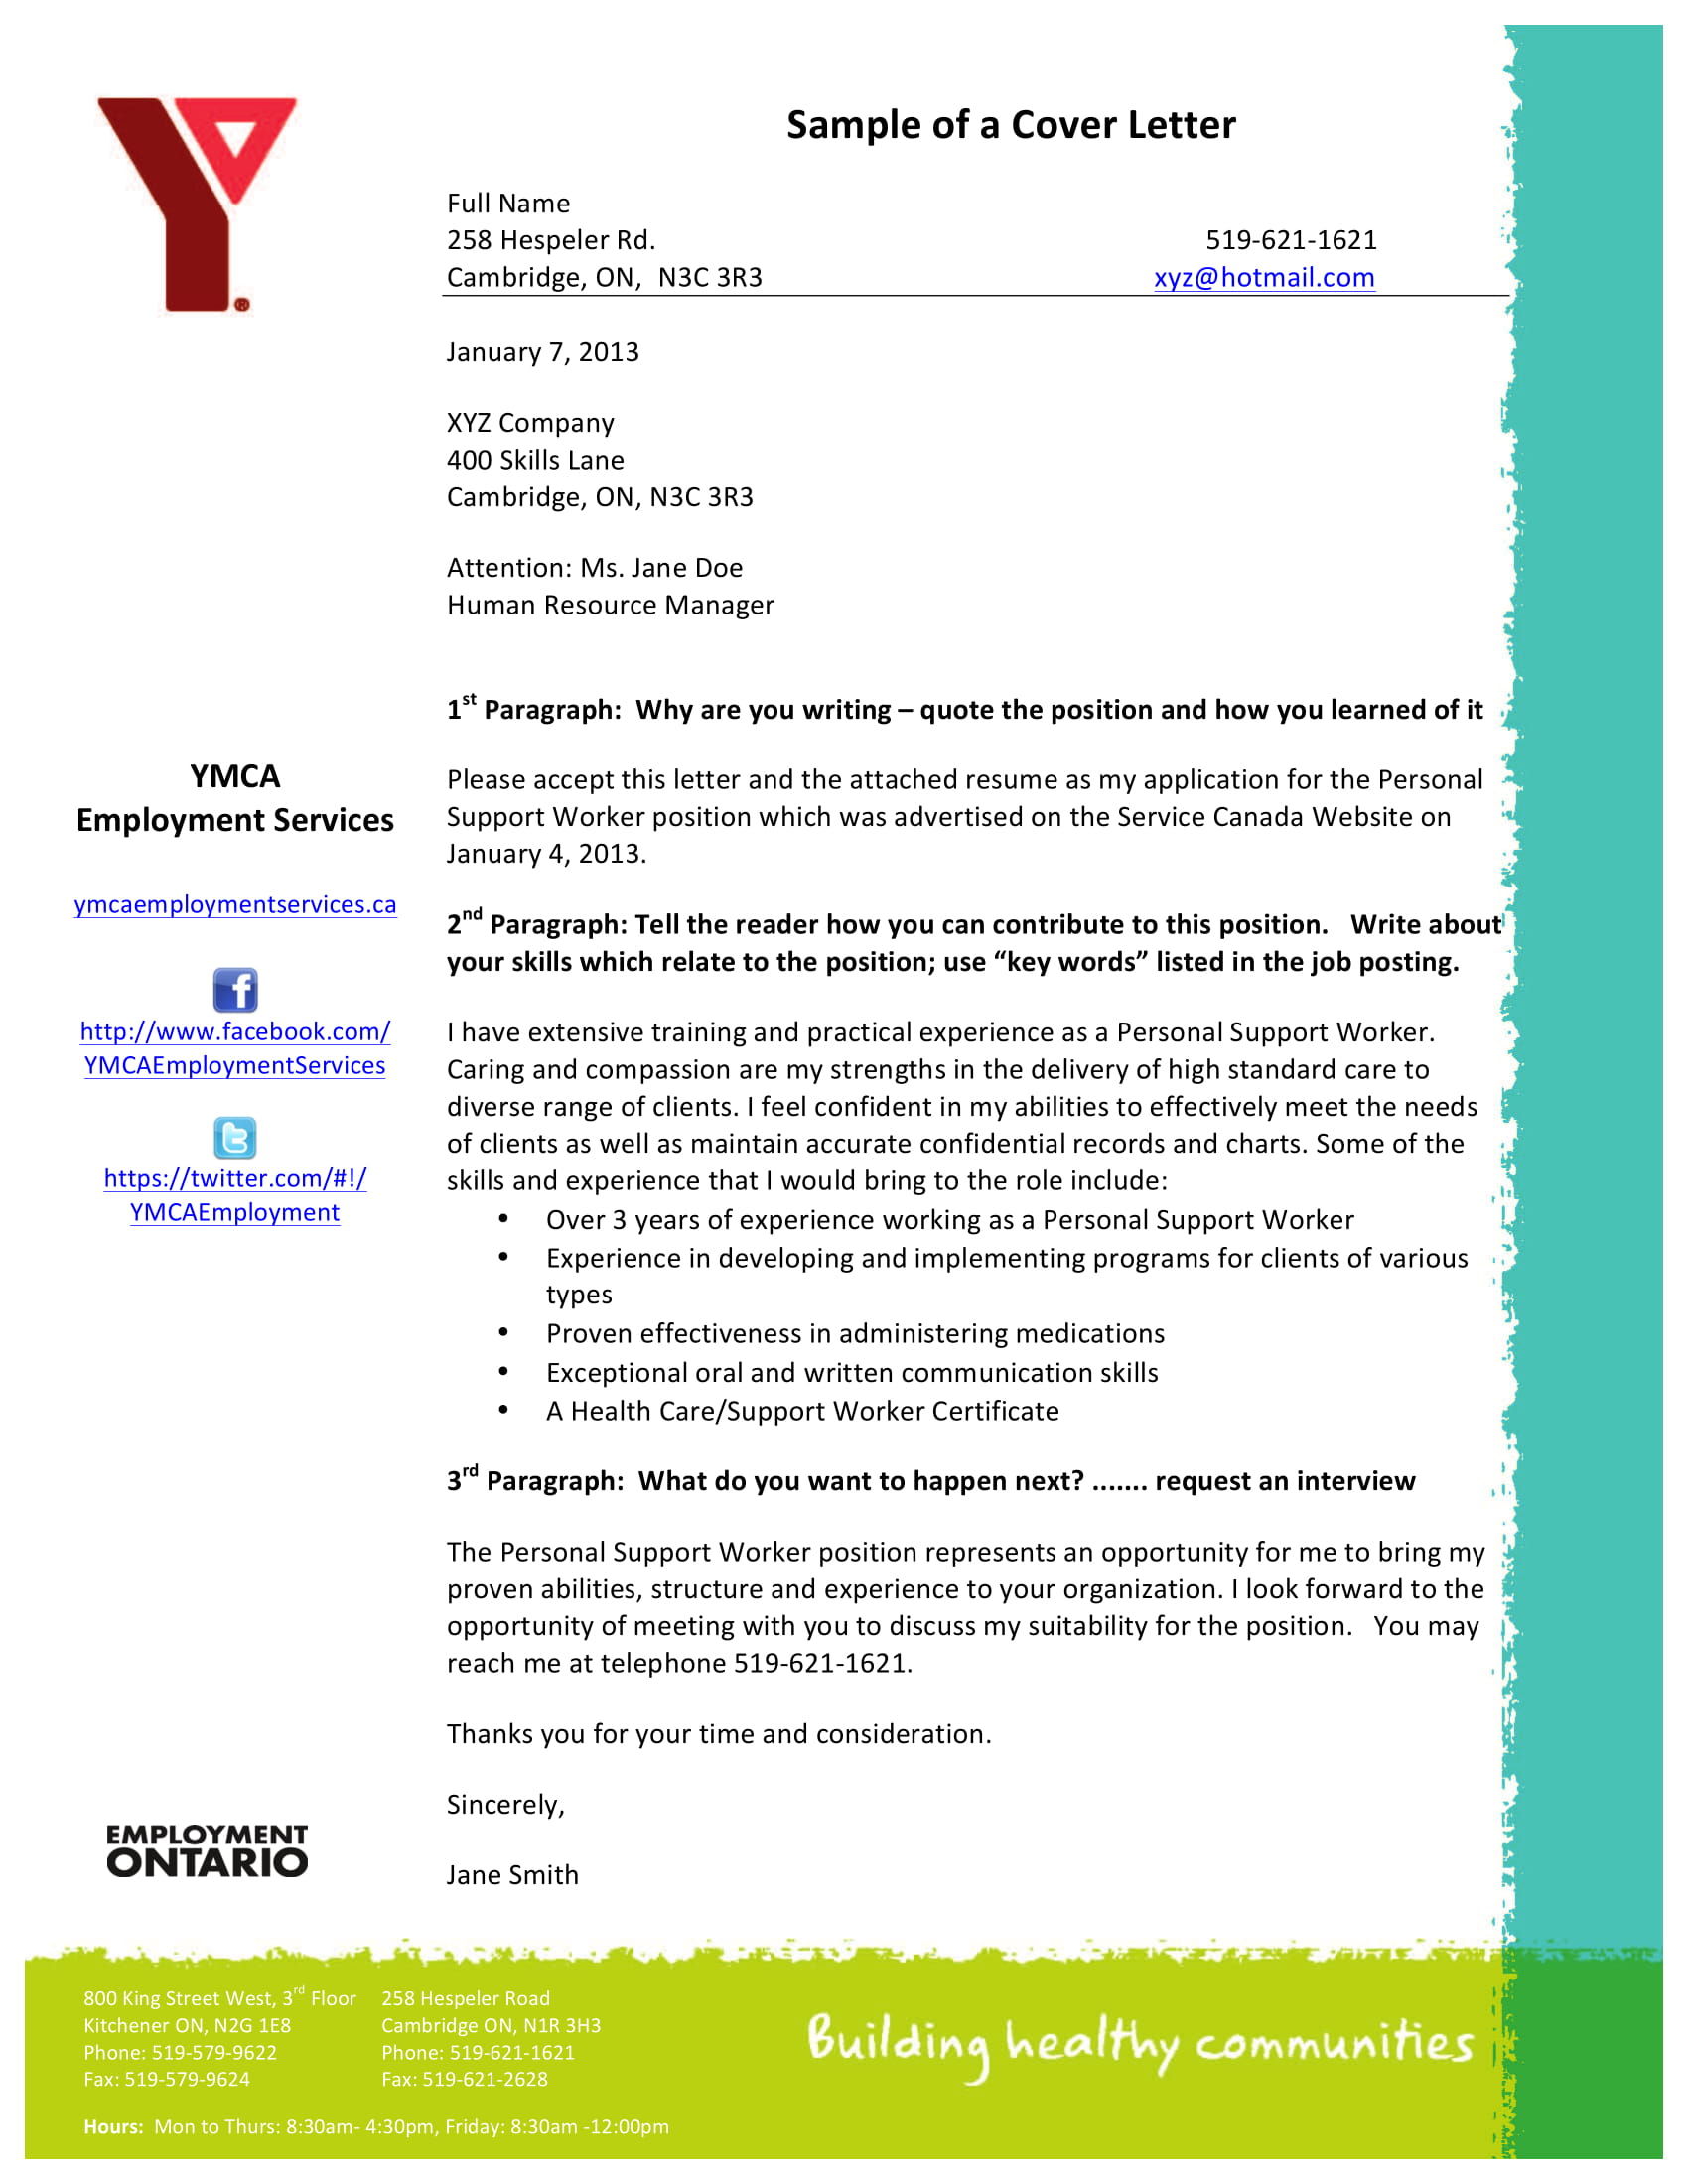 Sample of a Cover Letter
Full Name
258 Hespeler Rd. 519-621-1621
Cambridge, ON,  N3C 3R3 xyz@hotmail.com
January 7, 2013
XYZ Company
400 Skills Lane
Cambridge, ON, N3C 3R3
Attention: Ms. Jane Doe
Human Resource Manager
1st Paragraph:  Why are you writing – quote the position and how you learned of it
Please accept this letter and the attached resume as my application for the Personal
Support Worker position which was advertised on the Service Canada Website on
January 4, 2013.
2nd Paragraph: Tell the reader how you can contribute to this position.   Write about
your skills which relate to the position; use “key words” listed in the job posting.
I have extensive training and practical experience as a Personal Support Worker.
Caring and compassion are my strengths in the delivery of high standard care to
diverse range of clients. I feel confident in my abilities to effectively meet the needs
of clients as well as maintain accurate confidential records and charts. Some of the
skills and experience that I would bring to the role include:
• Over 3 years of experience working as a Personal Support Worker
• Experience in developing and implementing programs for clients of various
types
• Proven effectiveness in administering medications
• Exceptional oral and written communication skills
• A Health Care/Support Worker Certificate
3rd Paragraph:  What do you want to happen next? ....... request an interview
The Personal Support Worker position represents an opportunity for me to bring my
proven abilities, structure and experience to your organization. I look forward to the
opportunity of meeting with you to discuss my suitability for the position.   You may
reach me at telephone 519-621-1621.
Thanks you for your time and consideration.
Sincerely,
Jane Smith
YMCA
Employment Services
ymcaemploymentservices.ca
f
http://www.facebook.com/
YMCAEmploymentServices
t
https://twitter.com/#!/
YMCAEmployment
EMPLOYMENT
ONTARIO
800 King Street West, 3rd Floor
Kitchener ON, N2G 1E8
Phone: 519-579-9622
Fax: 519-579-9624
258 Hespeler Road
Cambridge ON, N1R 3H3
Phone: 519-621-1621
Fax: 519-621-2628
Hours:  Mon to Thurs: 8:30am- 4:30pm, Friday: 8:30am -12:00pm
Building healthy communities